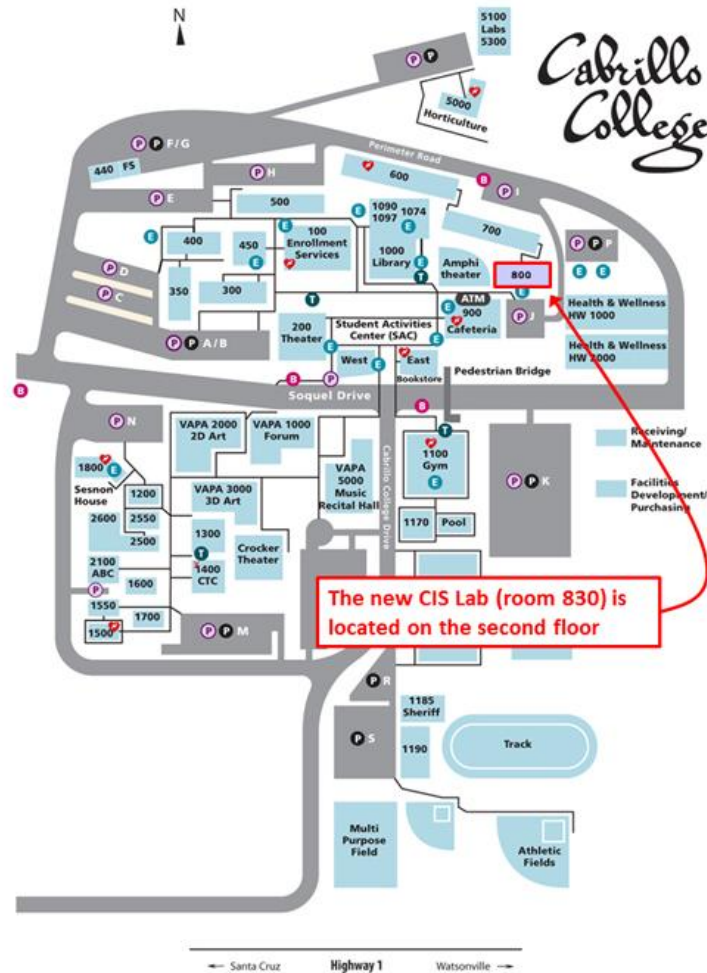 N
5100
Labs
5300
Cabrillo
College
P P
5000
Horticulture
Perimeter Road
P P F/G
440 FS
P H
P E
600
B
P I
500
1090
1097
1074
E
E
E
400
450
E
100
Enrollment
Services
1000
Library
E
700
P P P
E E
Amphi
theater
800
E
P D
P C
350
300
T
T
ATM
E
900
Cafeteria
P J
Health & Wellness
HW 1000
P P A/B
200
Theater
Student Activities
Center (SAC)
E
E
Health & Wellness
HW 2000
West
E
East
Bookstore
Pedestrian Bridge
B
B
P
Soquel Drive
B
P N
VAPA 2000
2D Art
VAPA 1000
Forum
T
Receiving/
Maintenance
1800
E
Sesnon
House
VAPA
5000
Music
Recital Hall
Cabrillo College Drive
1100
Gym
E
P P K
Facilities
Development/
Purchasing
1200
VAPA 3000
3D Art
2600
2550
2500
1300
1170
Pool
T
Crocker
Theater
2100
ABC
1400
CTC
1600
P
1550
1700
1500
P P M
The new CIS Lab (room 830) is
located on the second floor
P R
1185
Sheriff
P S
1190
Track
Multi
Purpose
Field
Athletic
Fields
← Santa Cruz Highway 1 Watsonville →